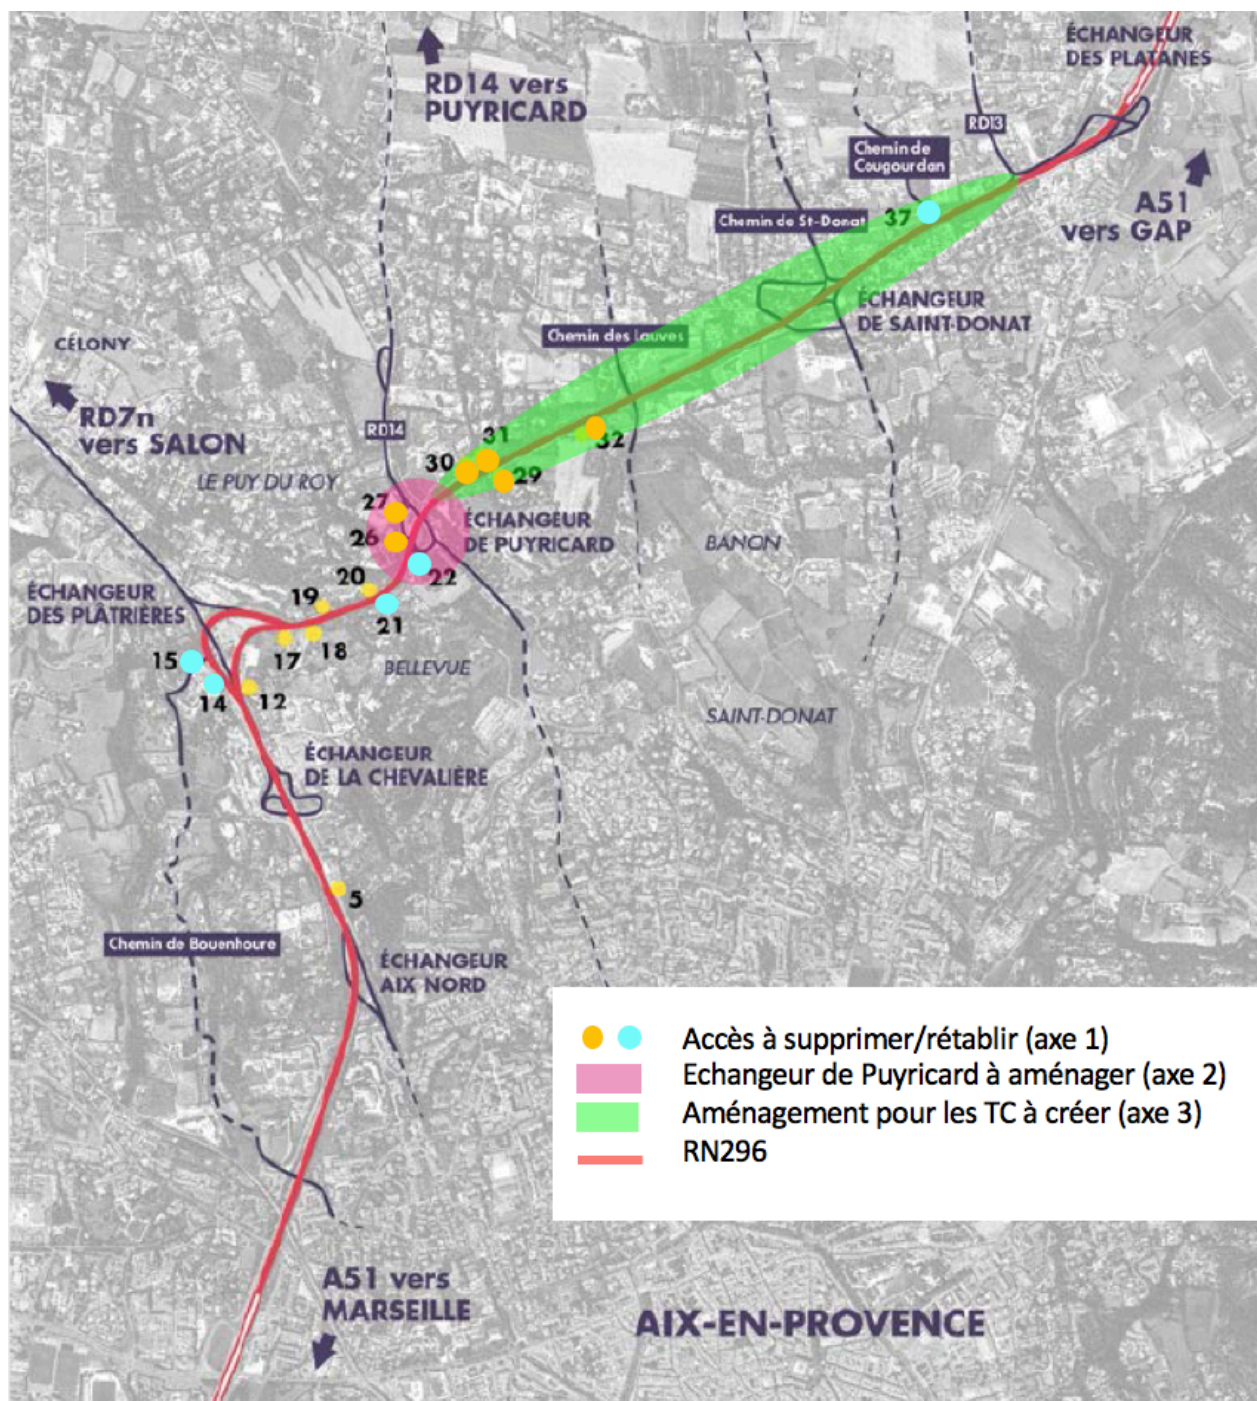 ÉCHANGEUR
DES PLATANES
RD14 vers
PUYRICARD
RD13
Chemin de
Cougourdan
A51
vers GAP
37
Chemin de St-Donat
ÉCHANGEUR
DE SAINT-DONAT
Chemin des Lauves
CÉLONY
RD7n
vers SALON
RD14
31
32
30
29
LE PUY DU ROY
27
ÉCHANGEUR
DE PUYRICARD
26
BANON
22
20
ÉCHANGEUR
DES PLÂTRIÈRES
19
21
18
17
BELLEVUE
15
14
12
SAINT-DONAT
ÉCHANGEUR
DE LA CHEVALIÈRE
5
Chemin de Bouenhoure
ÉCHANGEUR
AIX NORD
Accès à supprimer/rétablir (axe 1)
Echangeur de Puyricard à aménager (axe 2)
Aménagement pour les TC à créer (axe 3)
RN296
A51 vers
MARSEILLE
AIX-EN-PROVENCE